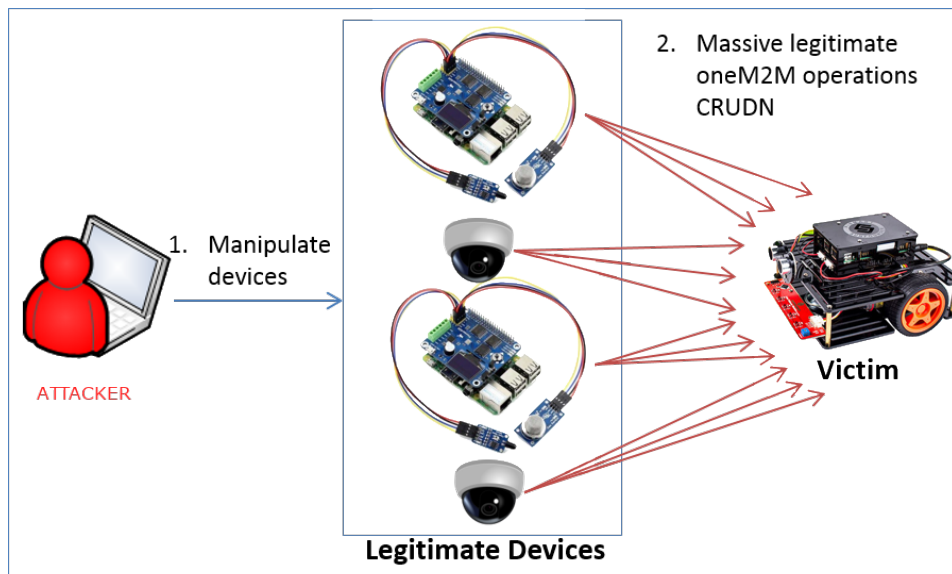 2. Massive legitimate
oneM2M operations
CRUDN
1. Manipulate
devices
ATTACKER
Victim
Legitimate Devices